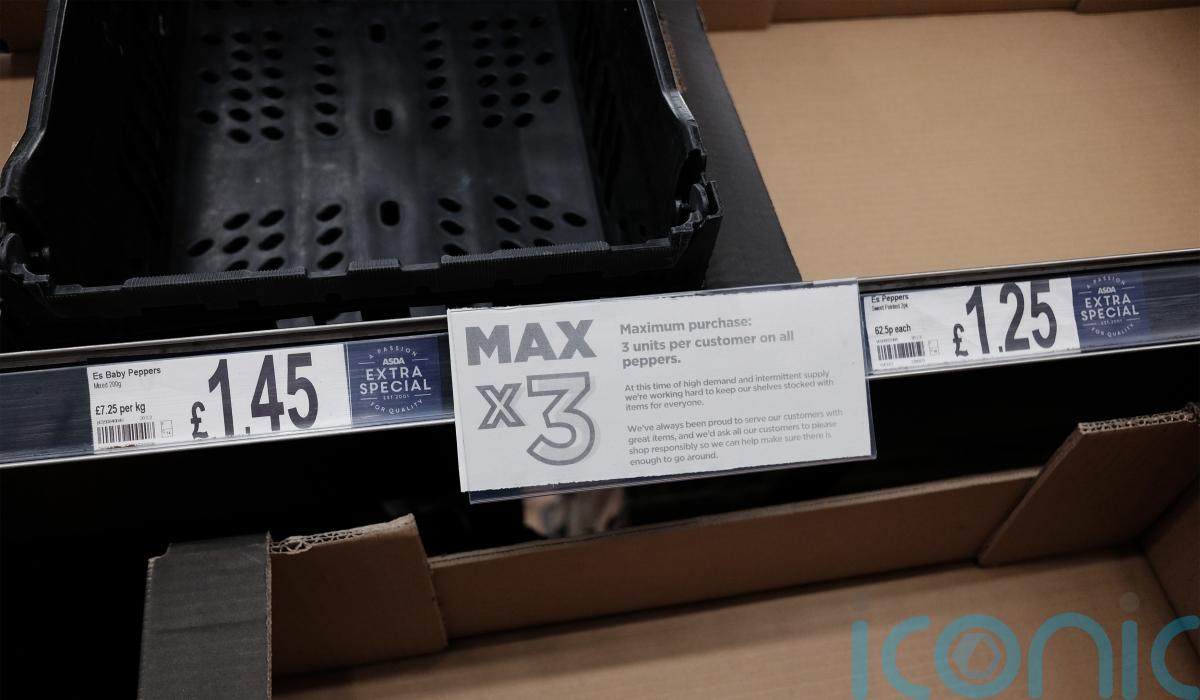 Es Baby Peppers
Mixed 200g
£7.25 per kg
£1.45
A PASSION
ASDA
EXTRA
SPECIAL
EST.2001
FOR QUALITY
MAX
x3
Maximum purchase:
3 units per customer on all
peppers.
At this time of high demand and intermittent supply
we're working hard to keep our shelves stocked with
items for everyone.
We've always been proud to serve our customers with
great items, and we'd ask all our customers to please
shop responsibly so we can help make sure there is
enough to go around.
Es Peppers
Sweet Pointed 2pk
62.5p each
£1.25
A PASSION
ASDA
EXTRA
SPECIAL
EST.2001
FOR QUALITY
iconic